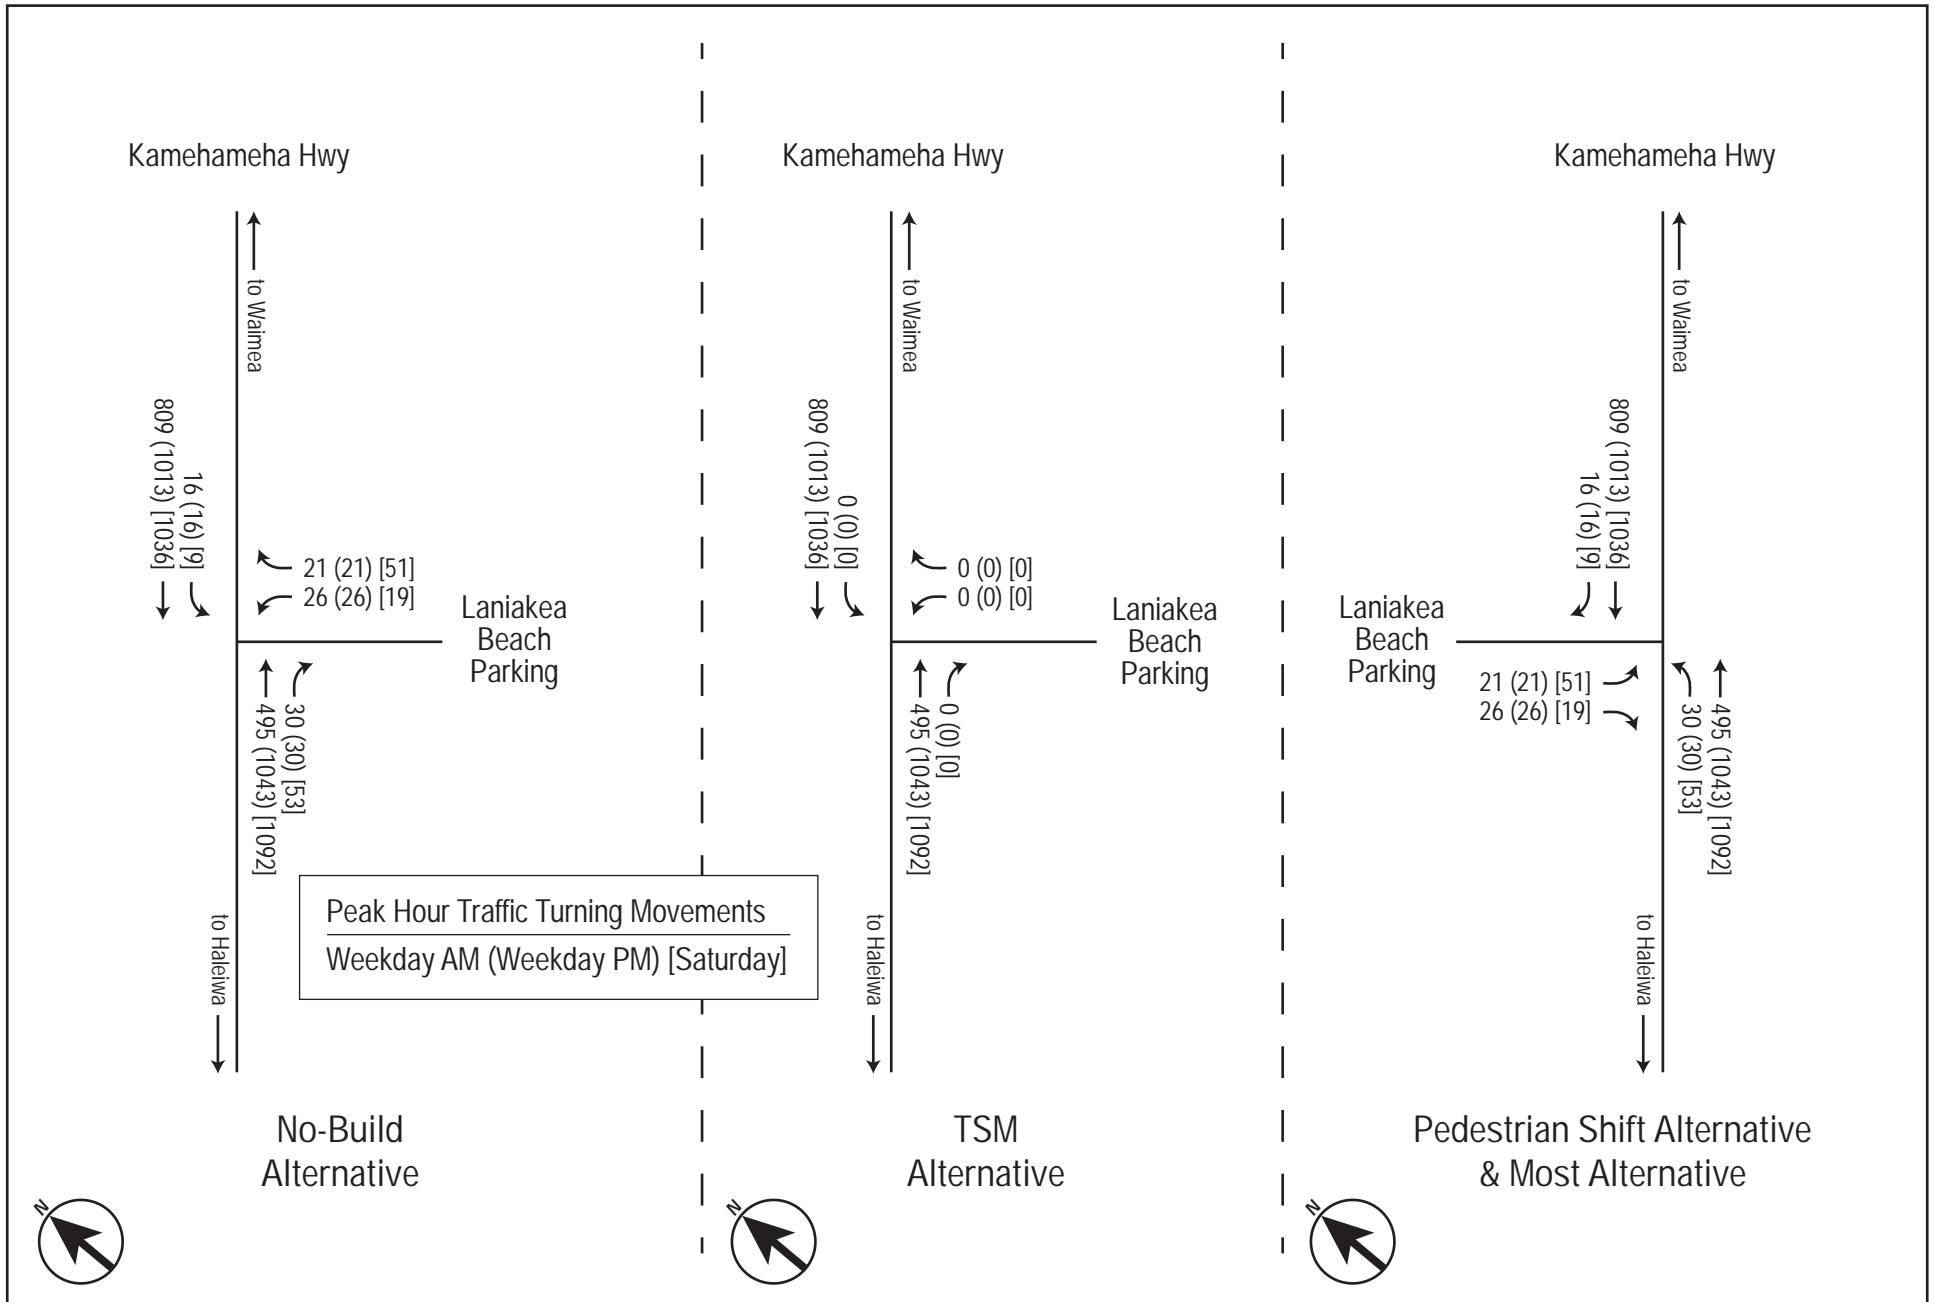 Kamehameha Hwy
to Waimea
809 (1013) [1036]
16 (16) [9]
21 (21) [51]
26 (26) [19]
Laniakea
Beach
Parking
30 (30) [53]
495 (1043) [1092]
to Haleiwa
No-Build
Alternative
N
Peak Hour Traffic Turning Movements
Weekday AM (Weekday PM) [Saturday]
Kamehameha Hwy
to Waimea
809 (1013) [1036]
0 (0) [0]
0 (0) [0]
0 (0) [0]
Laniakea
Beach
Parking
0 (0) [0]
495 (1043) [1092]
to Haleiwa
TSM
Alternative
N
Kamehameha Hwy
to Waimea
809 (1013) [1036]
16 (16) [9]
Laniakea
Beach
Parking
21 (21) [51]
26 (26) [19]
495 (1043) [1092]
30 (30) [53]
to Haleiwa
Pedestrian Shift Alternative
& Most Alternative
N